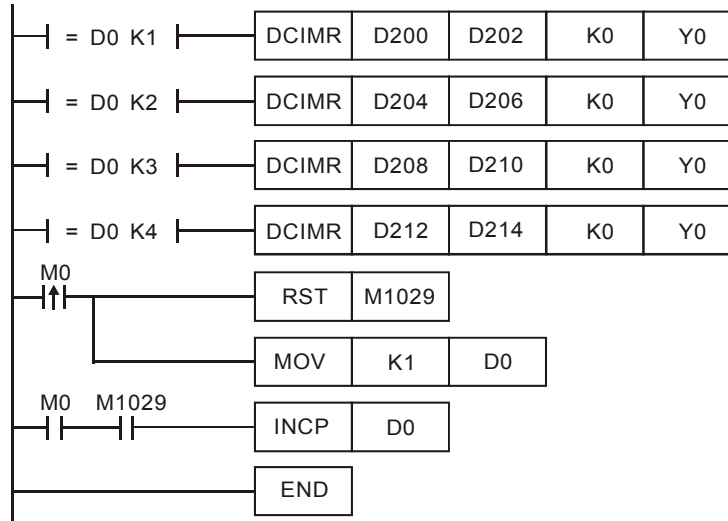 = D0 K1 DCIMR D200 D202 K0 Y0
= D0 K2 DCIMR D204 D206 K0 Y0
= D0 K3 DCIMR D208 D210 K0 Y0
= D0 K4 DCIMR D212 D214 K0 Y0
M0
RST M1029
MOV K1 D0
M0 M1029
INCP D0
END